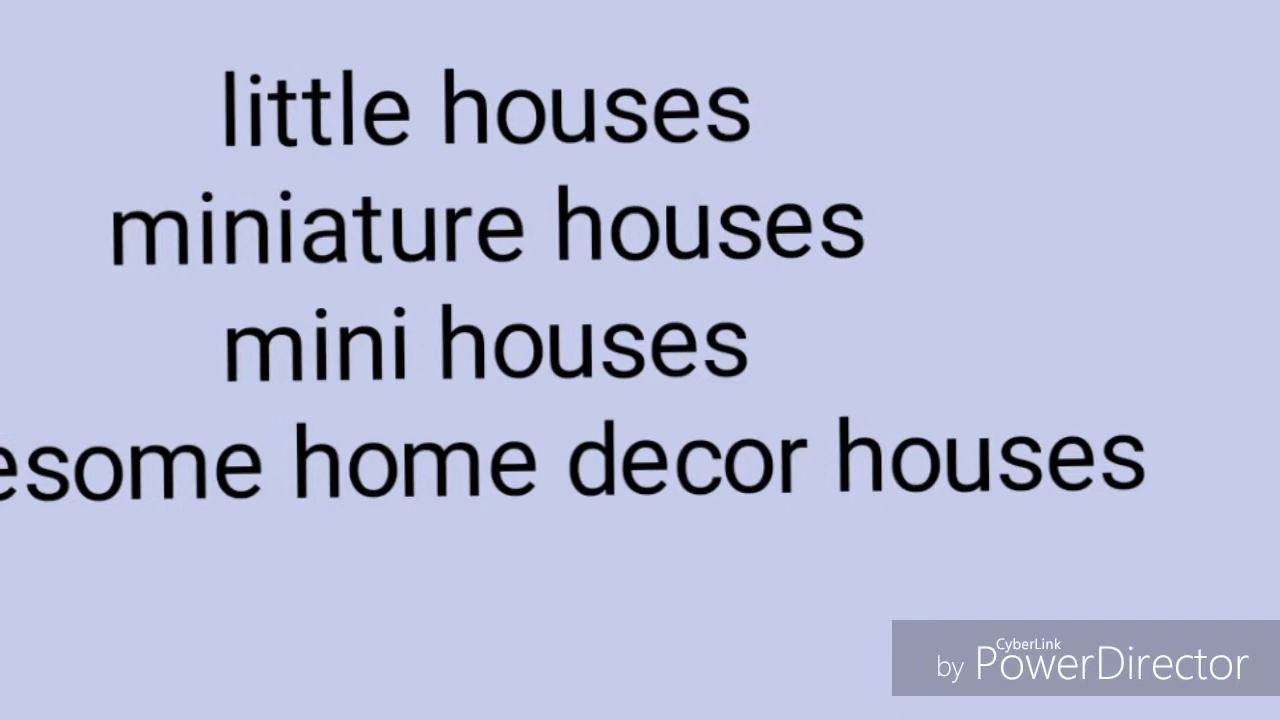 little houses
miniature houses
mini houses
esome home decor houses
by CyberLink PowerDirector